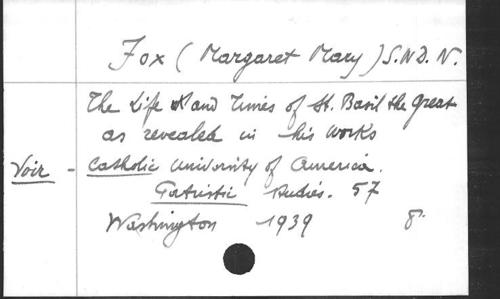 Fox (Margaret Mary) S.N.D. N.
The Life and Times of St. Basil the Great
as revealed in his works
Voir - Catholic University of America.
Patristic Studies. 57
Washington 1939 8°.